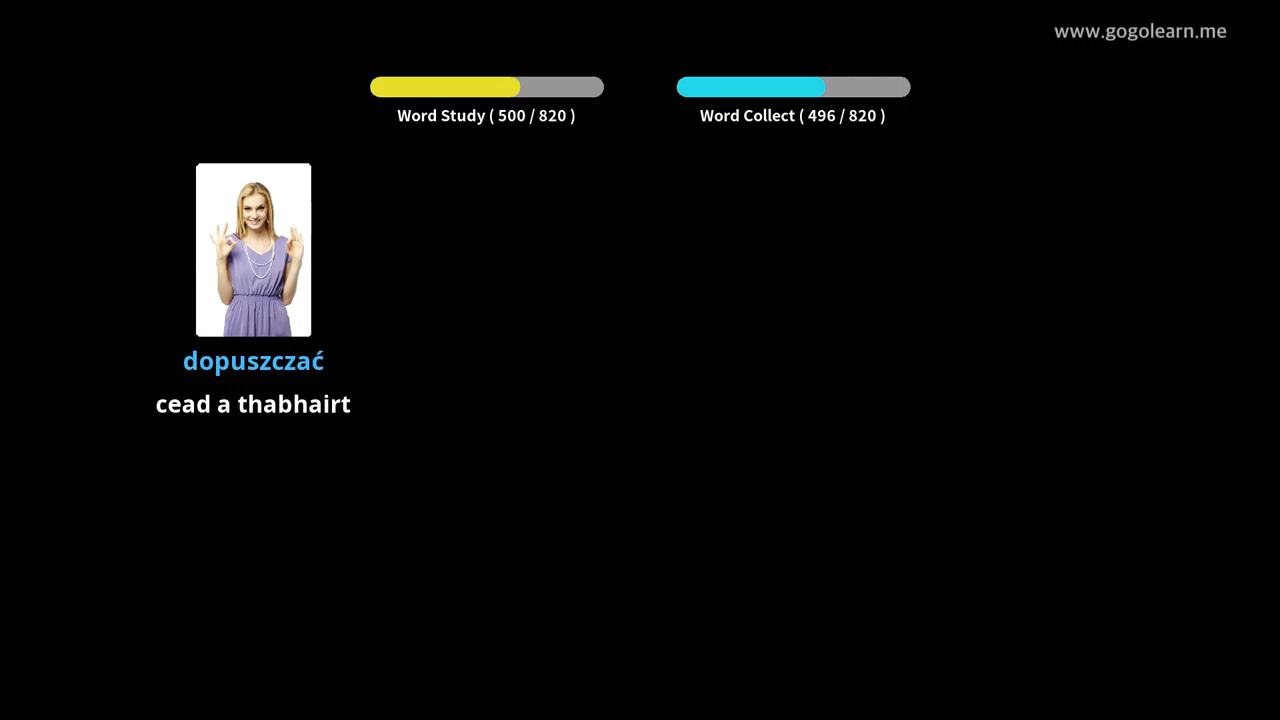 www.gogolearn.me
Word Study ( 500 / 820 )
Word Collect ( 496 / 820 )
dopuszczać
cead a thabhairt